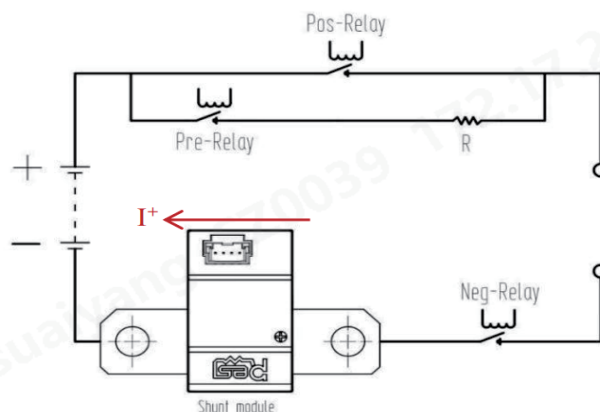 Pos-Relay
Pre-Relay
R
+
I⁺
−
Neg-Relay
Shunt module